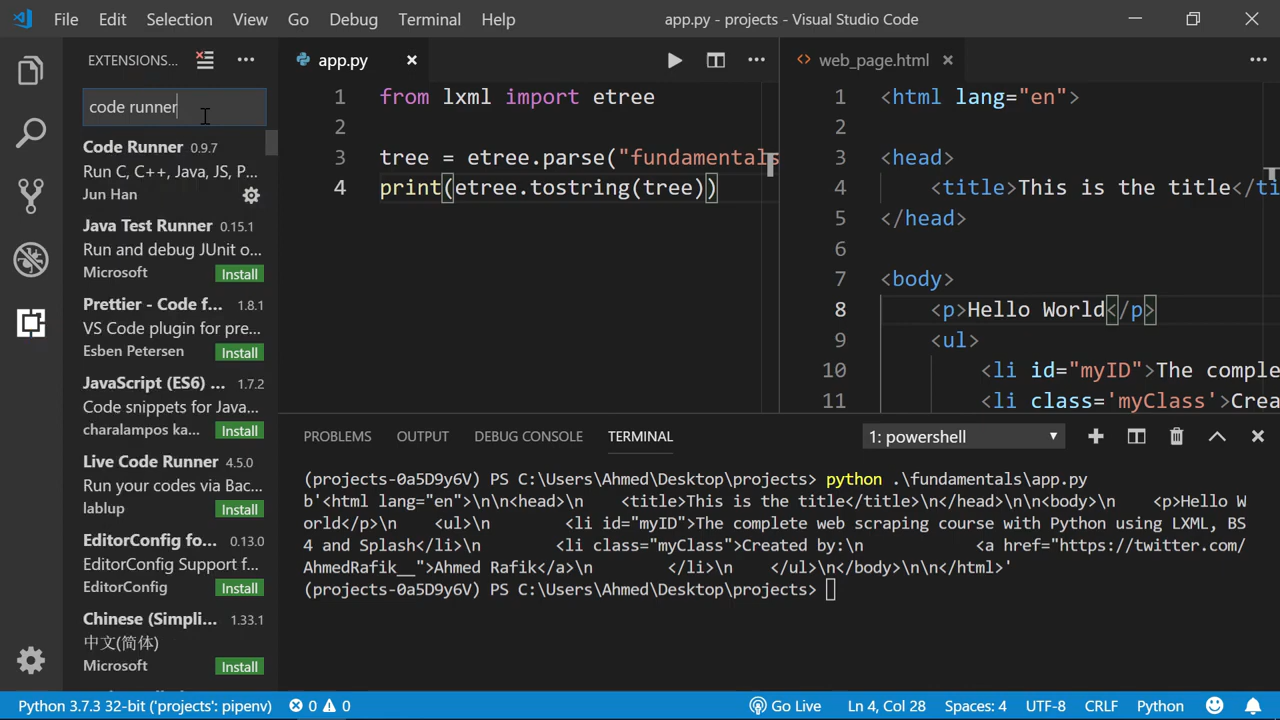 File Edit Selection View Go Debug Terminal Help app.py - projects - Visual Studio Code
EXTENSIONS...
code runner
Code Runner 0.9.7
Run C, C++, Java, JS, P...
Jun Han
Java Test Runner 0.15.1
Run and debug JUnit o...
Microsoft Install
Prettier - Code f... 1.8.1
VS Code plugin for pre...
Esben Petersen Install
JavaScript (ES6) ... 1.7.2
Code snippets for Java...
charalampos ka... Install
Live Code Runner 4.5.0
Run your codes via Bac...
lablup Install
EditorConfig fo... 0.13.0
EditorConfig Support f...
EditorConfig Install
Chinese (Simpli... 1.33.1
中文(简体)
Microsoft Install
app.py
1 from lxml import etree
2
3 tree = etree.parse("fundamentals
4 print(etree.tostring(tree))
web_page.html
1 <html lang="en">
2
3 <head>
4 <title>This is the title</ti
5 </head>
6
7 <body>
8 <p>Hello World</p>
9 <ul>
10 <li id="myID">The comple
11 <li class='myClass'>Crea
PROBLEMS OUTPUT DEBUG CONSOLE TERMINAL 1: powershell
(projects-0a5D9y6V) PS C:\Users\Ahmed\Desktop\projects> python .\fundamentals\app.py
b'<html lang="en">\n\n<head>\n    <title>This is the title</title>\n</head>\n\n<body>\n    <p>Hello W
orld</p>\n    <ul>\n        <li id="myID">The complete web scraping course with Python using LXML, BS
4 and Splash</li>\n        <li class="myClass">Created by:\n            <a href="https://twitter.com/
AhmedRafik__">Ahmed Rafik</a>\n        </li>\n    </ul>\n</body>\n\n</html>'
(projects-0a5D9y6V) PS C:\Users\Ahmed\Desktop\projects>
Python 3.7.3 32-bit ('projects': pipenv) 0 0 Go Live Ln 4, Col 28 Spaces: 4 UTF-8 CRLF Python